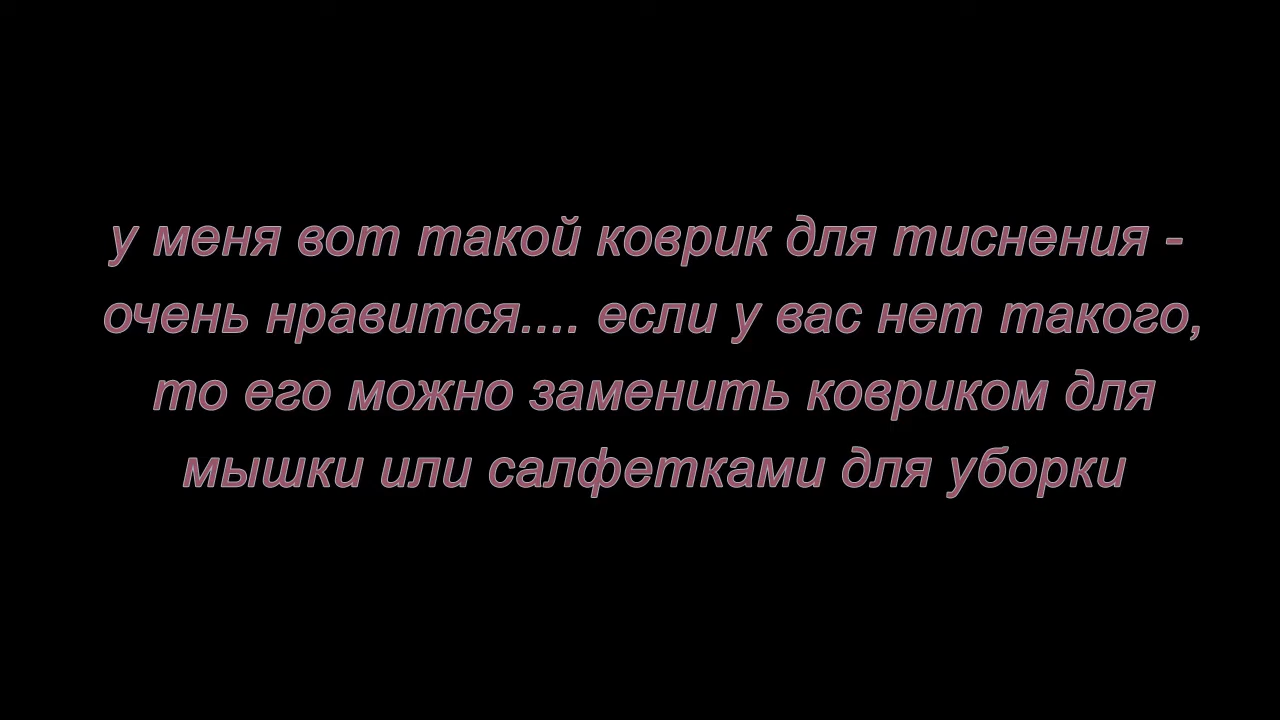 у меня вот такой коврик для тиснения -
очень нравится.... если у вас нет такого,
то его можно заменить ковриком для
мышки или салфетками для уборки